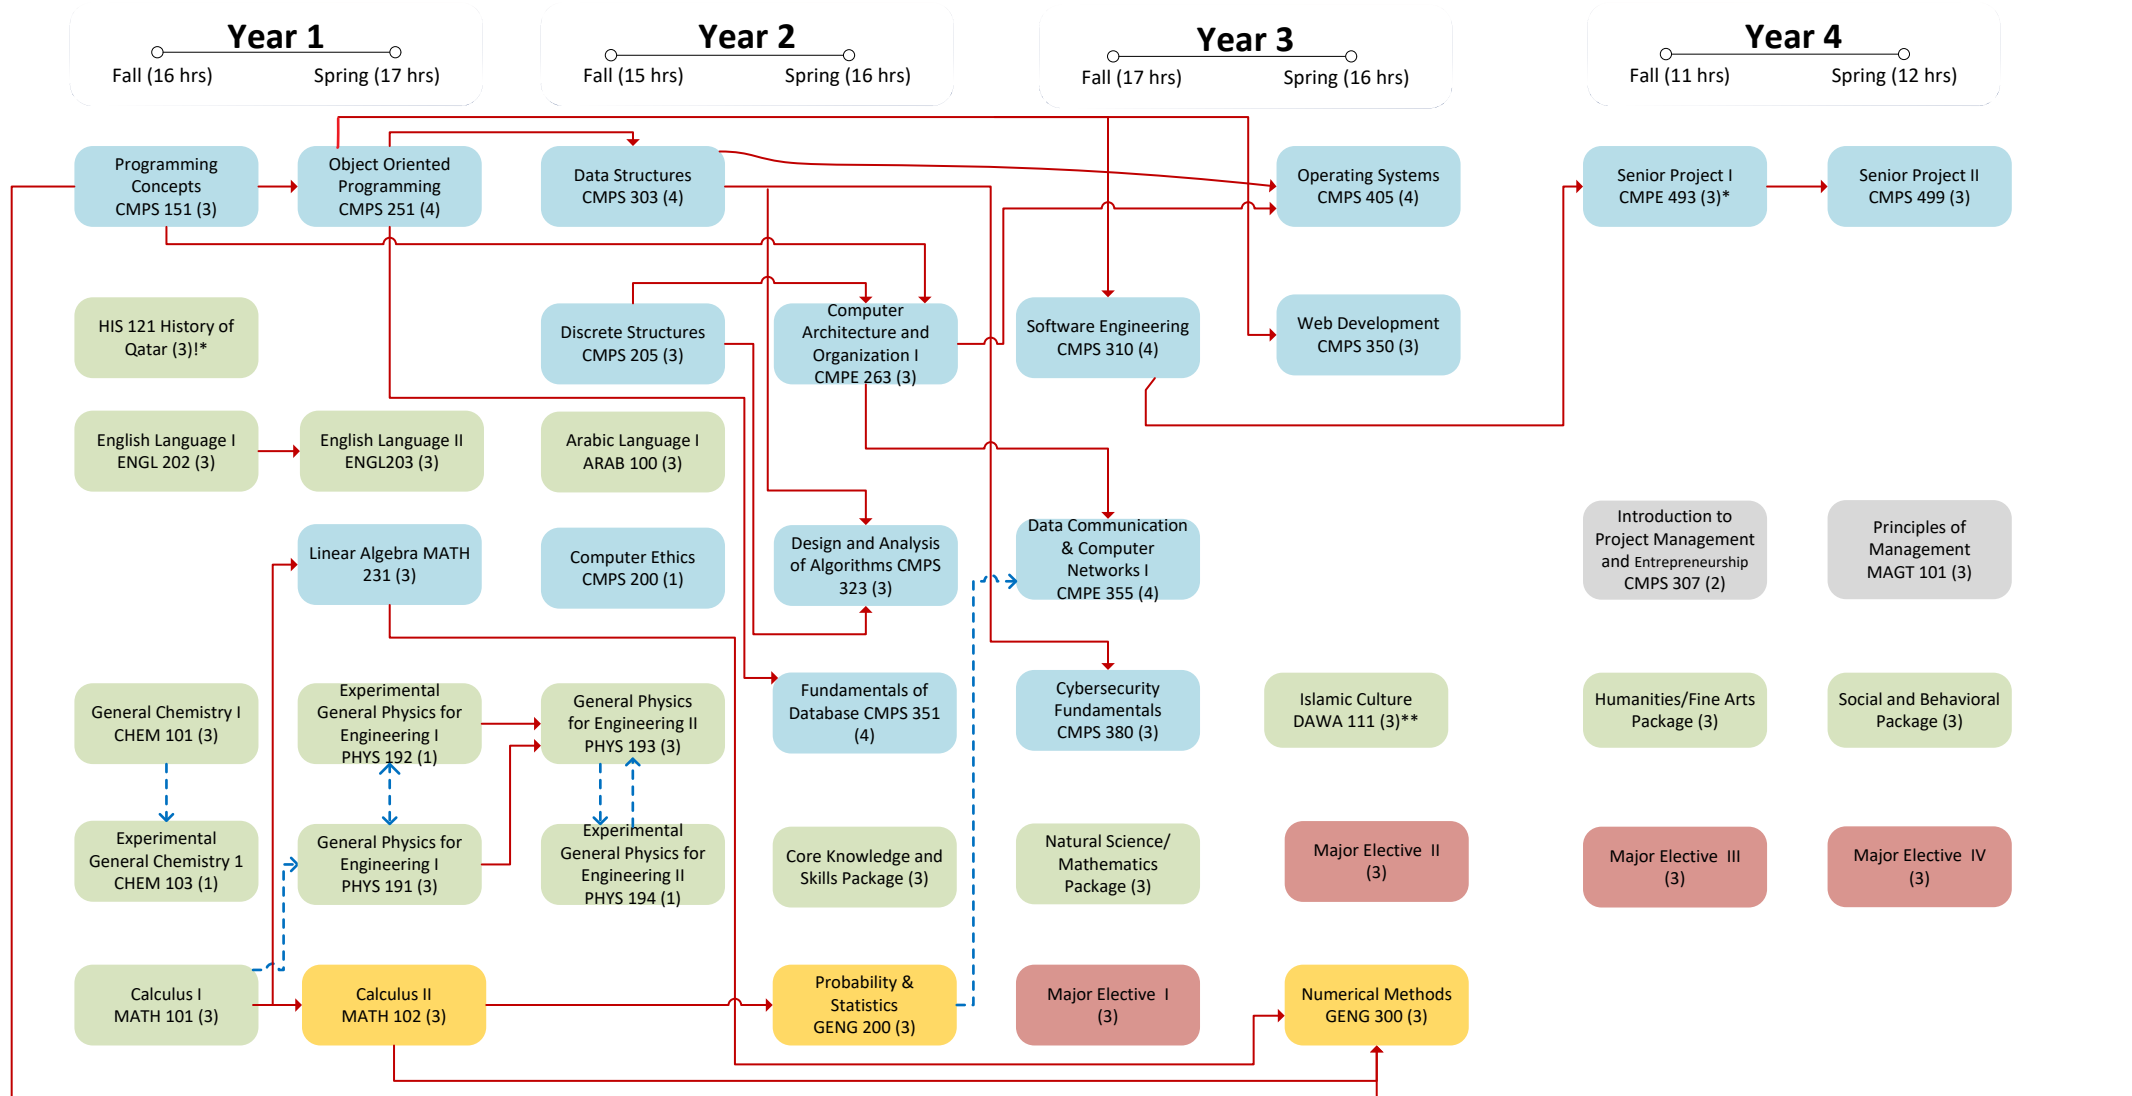 Year 1
Fall (16 hrs)
Spring (17 hrs)
Year 2
Fall (15 hrs)
Spring (16 hrs)
Year 3
Fall (17 hrs)
Spring (16 hrs)
Year 4
Fall (11 hrs)
Spring (12 hrs)
Programming
Concepts
CMPS 151 (3)
Object Oriented
Programming
CMPS 251 (4)
Data Structures
CMPS 303 (4)
Operating Systems
CMPS 405 (4)
Senior Project I
CMPE 493 (3)*
Senior Project II
CMPS 499 (3)
HIS 121 History of
Qatar (3)!*
Discrete Structures
CMPS 205 (3)
Computer
Architecture and
Organization I
CMPE 263 (3)
Software Engineering
CMPS 310 (4)
Web Development
CMPS 350 (3)
English Language I
ENGL 202 (3)
English Language II
ENGL203 (3)
Arabic Language I
ARAB 100 (3)
Linear Algebra MATH
231 (3)
Computer Ethics
CMPS 200 (1)
Design and Analysis
of Algorithms CMPS
323 (3)
Data Communication
& Computer
Networks I
CMPE 355 (4)
Introduction to
Project Management
and Entrepreneurship
CMPS 307 (2)
Principles of
Management
MAGT 101 (3)
General Chemistry I
CHEM 101 (3)
Experimental
General Physics for
Engineering I
PHYS 192 (1)
General Physics
for Engineering II
PHYS 193 (3)
Fundamentals of
Database CMPS 351
(4)
Cybersecurity
Fundamentals
CMPS 380 (3)
Islamic Culture
DAWA 111 (3)**
Humanities/Fine Arts
Package (3)
Social and Behavioral
Package (3)
Experimental
General Chemistry 1
CHEM 103 (1)
General Physics for
Engineering I
PHYS 191 (3)
Experimental
General Physics for
Engineering II
PHYS 194 (1)
Core Knowledge and
Skills Package (3)
Natural Science/
Mathematics
Package (3)
Major Elective II
(3)
Major Elective III
(3)
Major Elective IV
(3)
Calculus I
MATH 101 (3)
Calculus II
MATH 102 (3)
Probability &
Statistics
GENG 200 (3)
Major Elective I
(3)
Numerical Methods
GENG 300 (3)